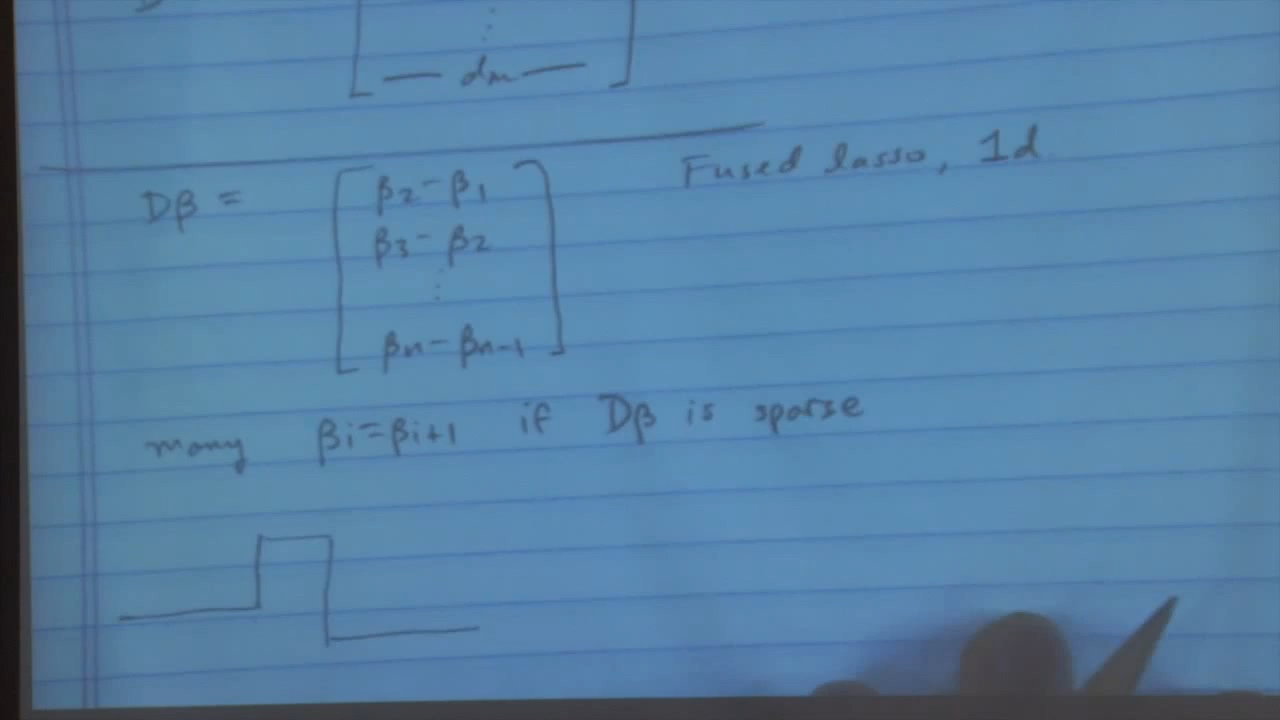 — dm —
Dβ = [ β2 - β1
Fused lasso, 1d
β3 - β2
⋮
βn - βn-1 ]
many βi = βi+1 if Dβ is sparse